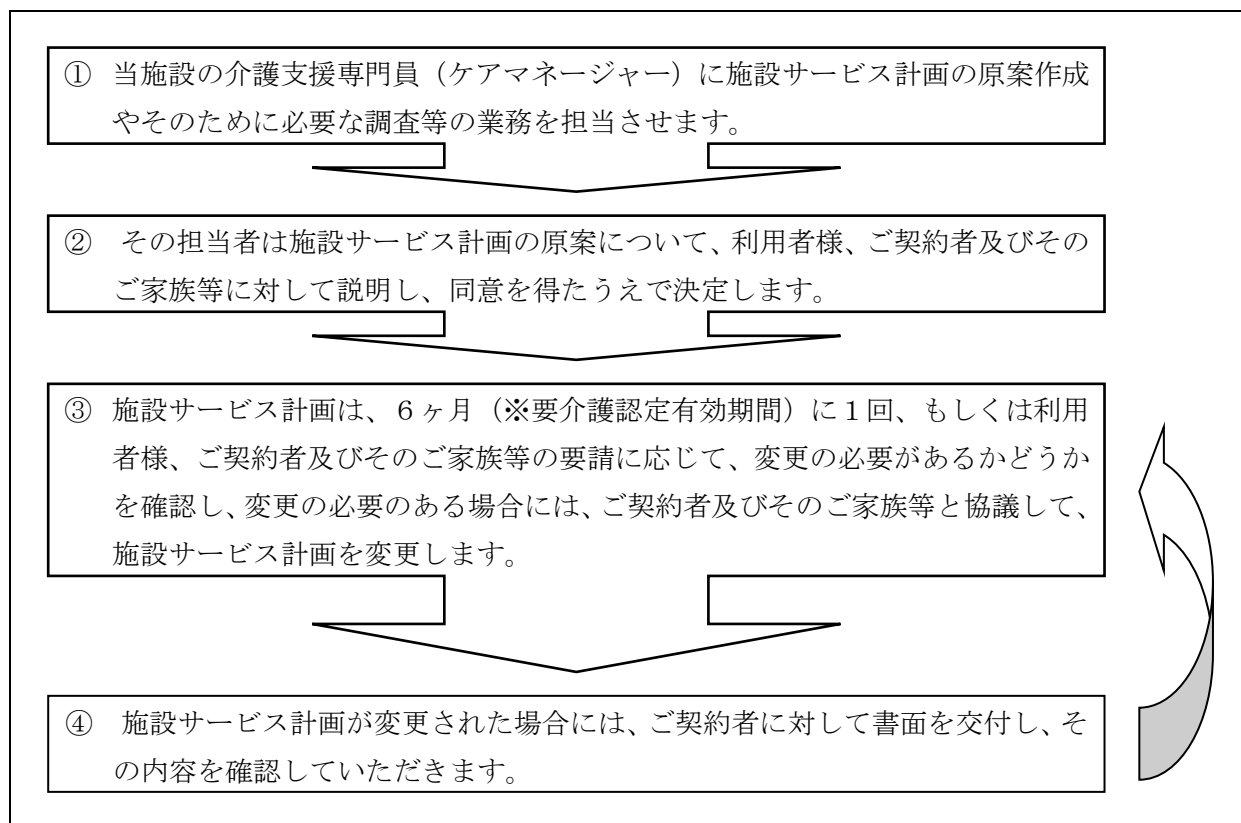 ① 当施設の介護支援専門員(ケアマネージャー)に施設サービス計画の原案作成
やそのために必要な調査等の業務を担当させます。
② その担当者は施設サービス計画の原案について、利用者様、ご契約者及びその
ご家族等に対して説明し、同意を得たうえで決定します。
③ 施設サービス計画は、6ヶ月(※要介護認定有効期間)に1回、もしくは利用
者様、ご契約者及びそのご家族等の要請に応じて、変更の必要があるかどうか
を確認し、変更の必要のある場合には、ご契約者及びそのご家族等と協議して、
施設サービス計画を変更します。
④ 施設サービス計画が変更された場合には、ご契約者に対して書面を交付し、そ
の内容を確認していただきます。